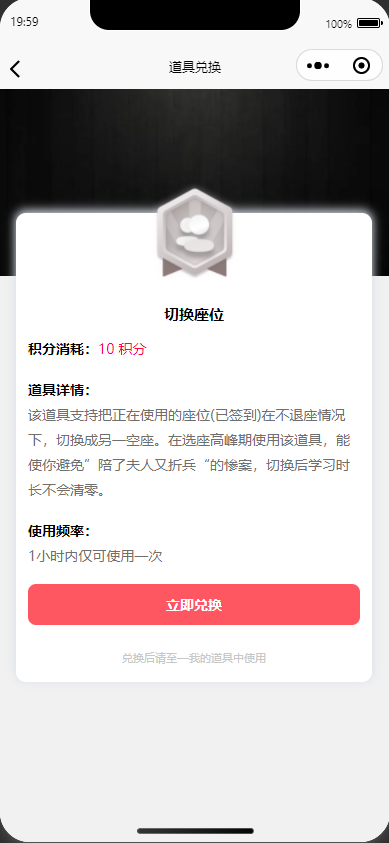 19:59
100%
道具兑换
切换座位
积分消耗：10 积分
道具详情：
该道具支持把正在使用的座位(已签到)在不退座情况
下，切换成另一空座。在选座高峰期使用该道具，能
使你避免”陪了夫人又折兵“的惨案，切换后学习时
长不会清零。
使用频率：
1小时内仅可使用一次
立即兑换
兑换后请至—我的道具中使用